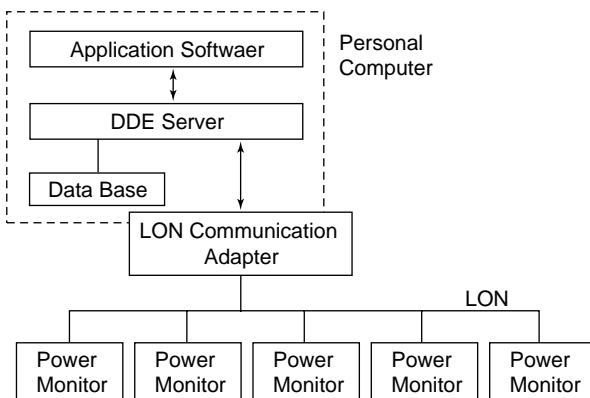 Application Softwaer
Personal
Computer
DDE Server
Data Base
LON Communication
Adapter
LON
Power
Monitor
Power
Monitor
Power
Monitor
Power
Monitor
Power
Monitor